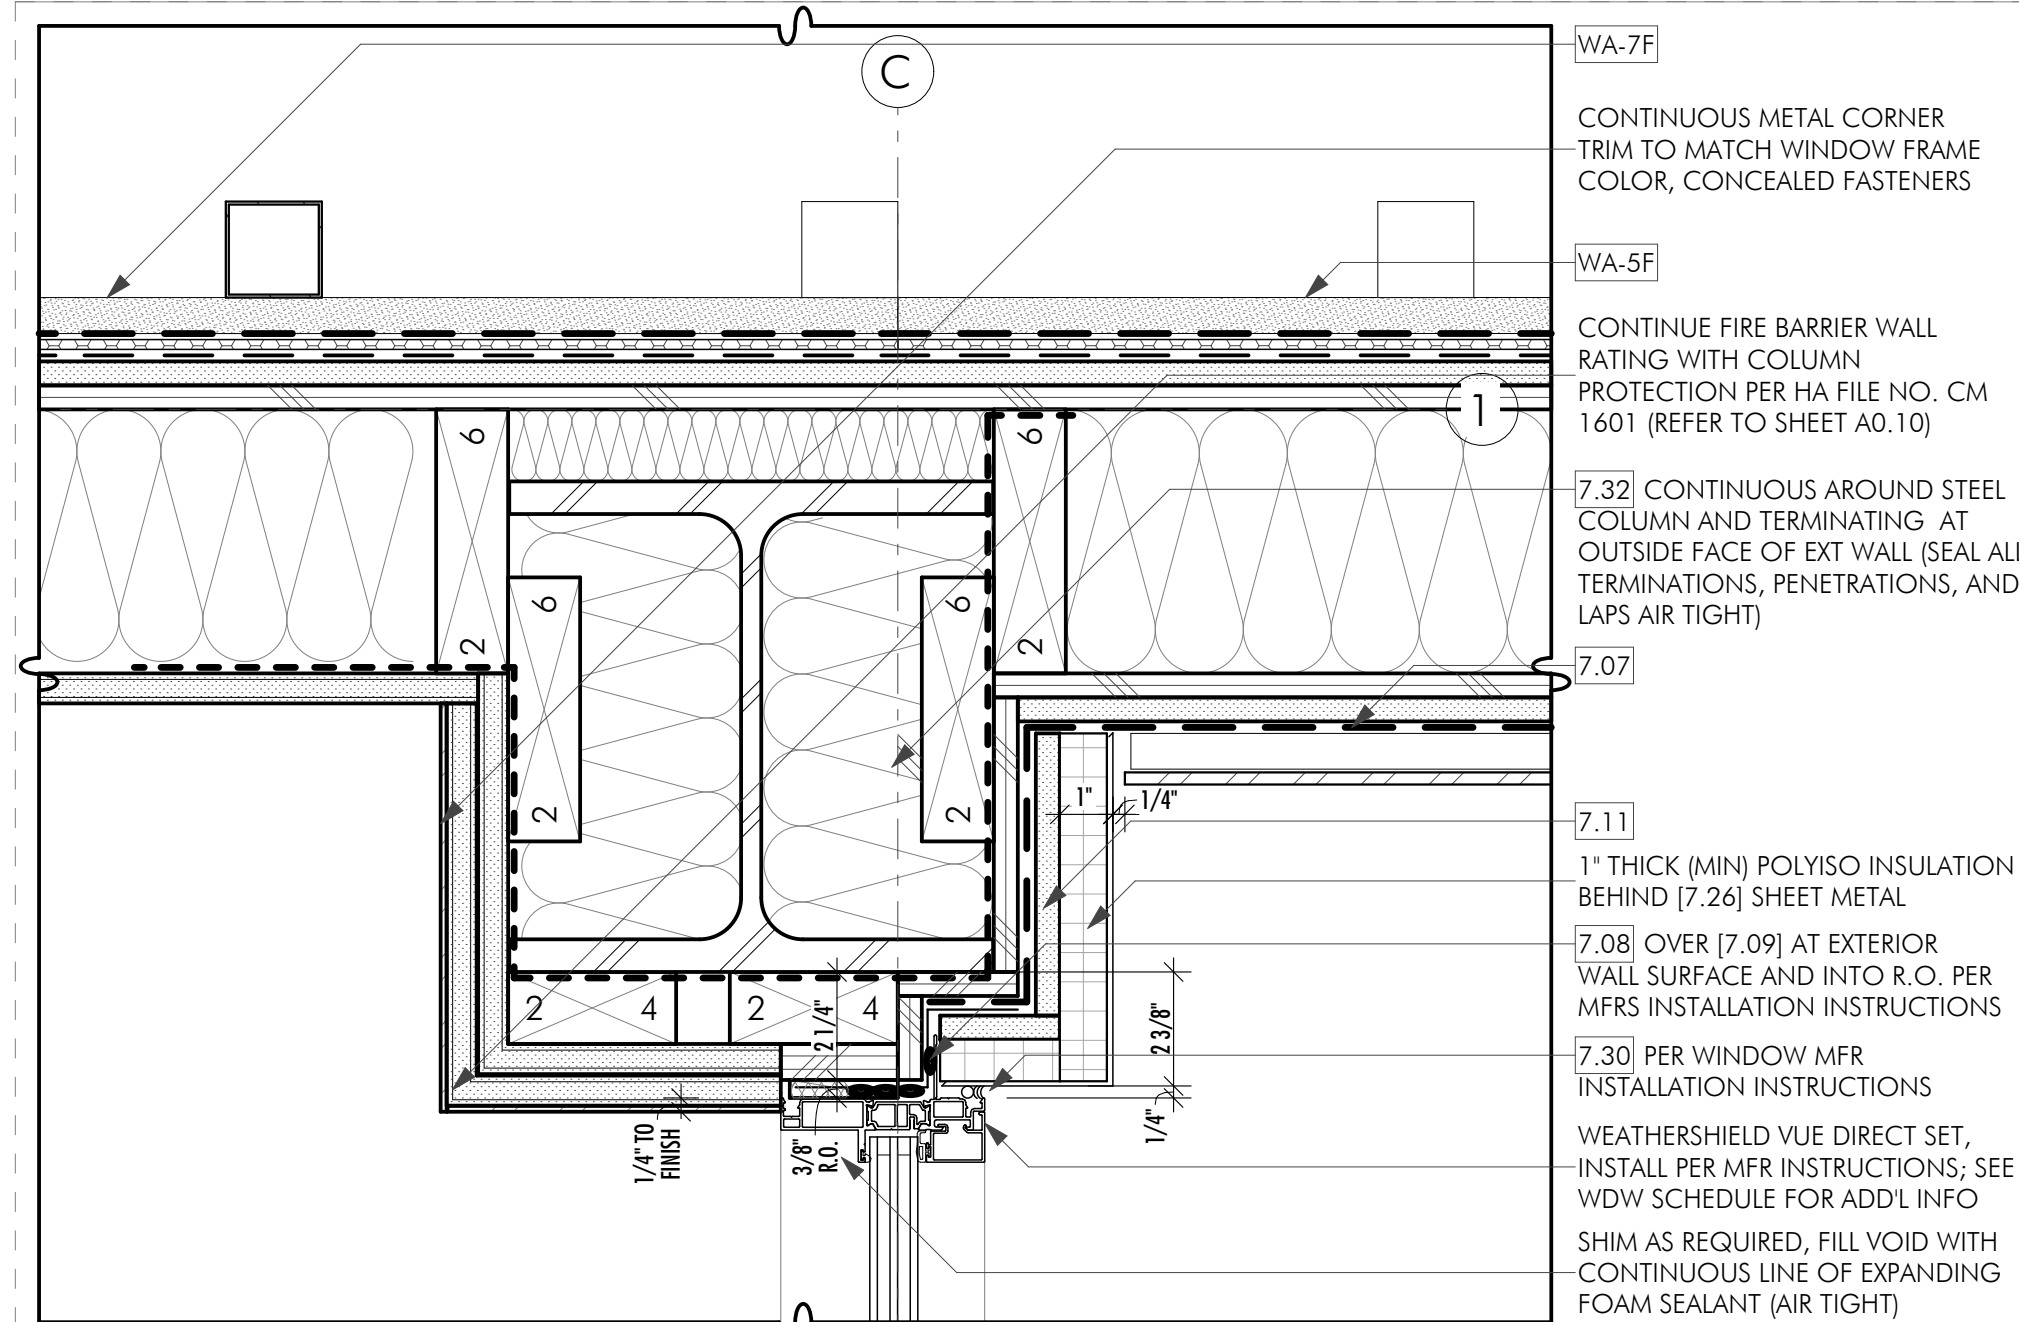 WA-7F
C
CONTINUOUS METAL CORNER
TRIM TO MATCH WINDOW FRAME
COLOR, CONCEALED FASTENERS
WA-5F
CONTINUE FIRE BARRIER WALL
RATING WITH COLUMN
PROTECTION PER HA FILE NO. CM
1601 (REFER TO SHEET A0.10)
1
6
6
7.32 CONTINUOUS AROUND STEEL
COLUMN AND TERMINATING AT
OUTSIDE FACE OF EXT WALL (SEAL ALL
TERMINATIONS, PENETRATIONS, AND
LAPS AIR TIGHT)
6
6
2
2
7.07
2
2
1"
1/4"
7.11
1" THICK (MIN) POLYISO INSULATION
BEHIND [7.26] SHEET METAL
7.08 OVER [7.09] AT EXTERIOR
WALL SURFACE AND INTO R.O. PER
MFRS INSTALLATION INSTRUCTIONS
2
4
2
4
2 1/4"
2 3/8"
7.30 PER WINDOW MFR
INSTALLATION INSTRUCTIONS
1/4"
1/4" TO
FINISH
3/8"
R.O.
WEATHERSHIELD VUE DIRECT SET,
INSTALL PER MFR INSTRUCTIONS; SEE
WDW SCHEDULE FOR ADD'L INFO
SHIM AS REQUIRED, FILL VOID WITH
CONTINUOUS LINE OF EXPANDING
FOAM SEALANT (AIR TIGHT)